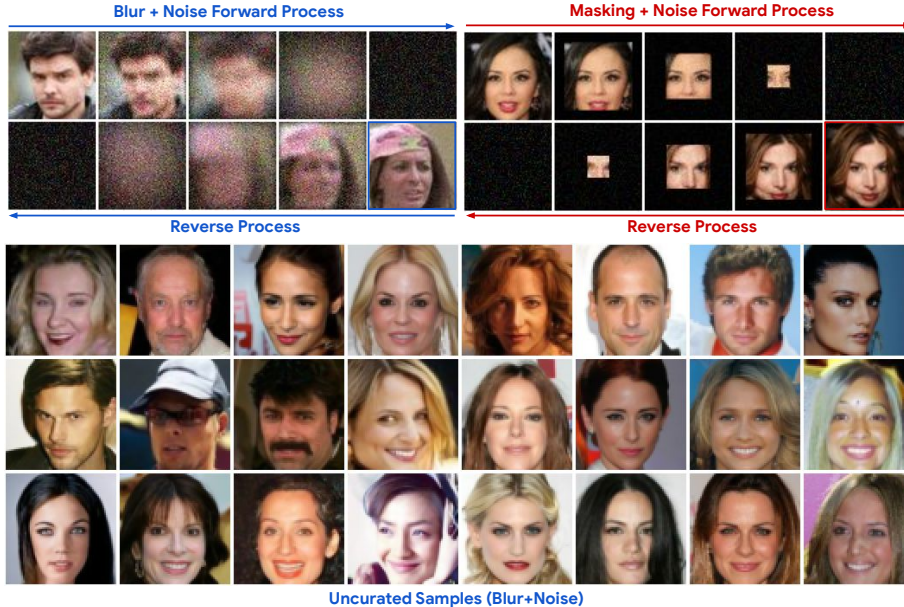 Blur + Noise Forward Process
Masking + Noise Forward Process
Reverse Process
Reverse Process
Uncurated Samples (Blur+Noise)